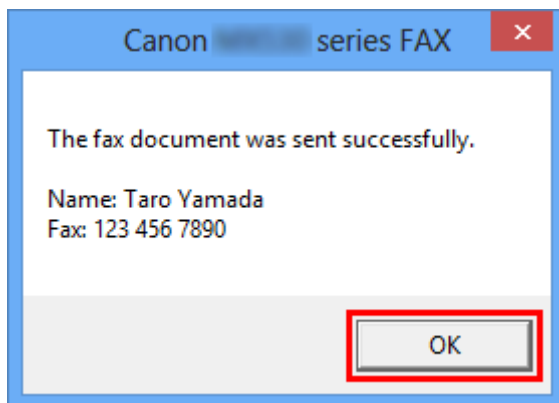 Canon series FAX
The fax document was sent successfully.
Name: Taro Yamada
Fax: 123 456 7890
OK